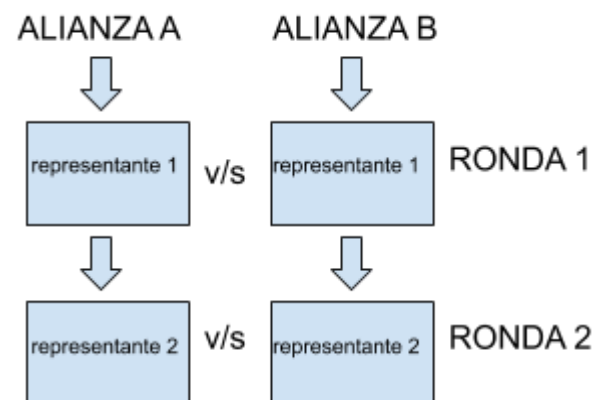 ALIANZA A ALIANZA B
representante 1 v/s representante 1 RONDA 1
representante 2 v/s representante 2 RONDA 2